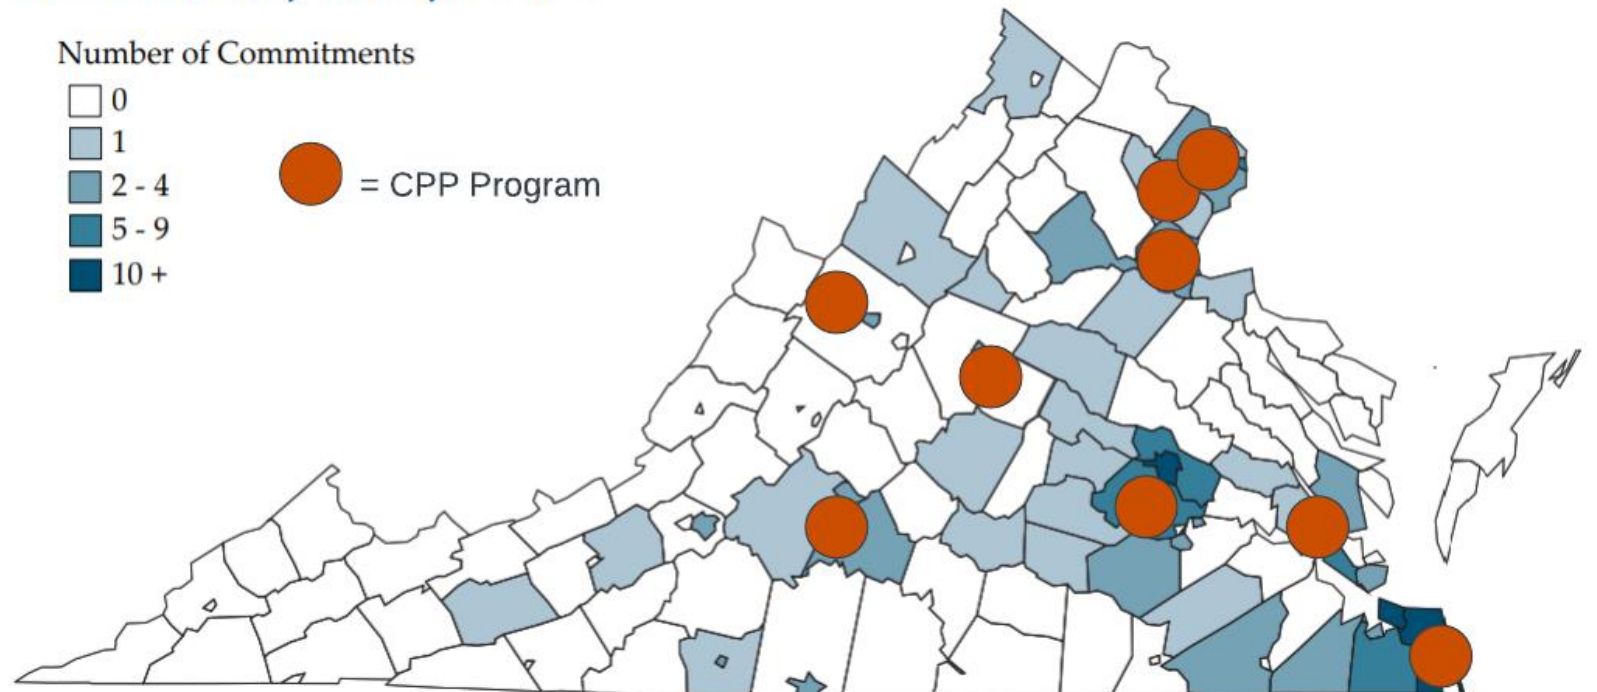 Number of Commitments
0
1
2 - 4
5 - 9
10 +
= CPP Program